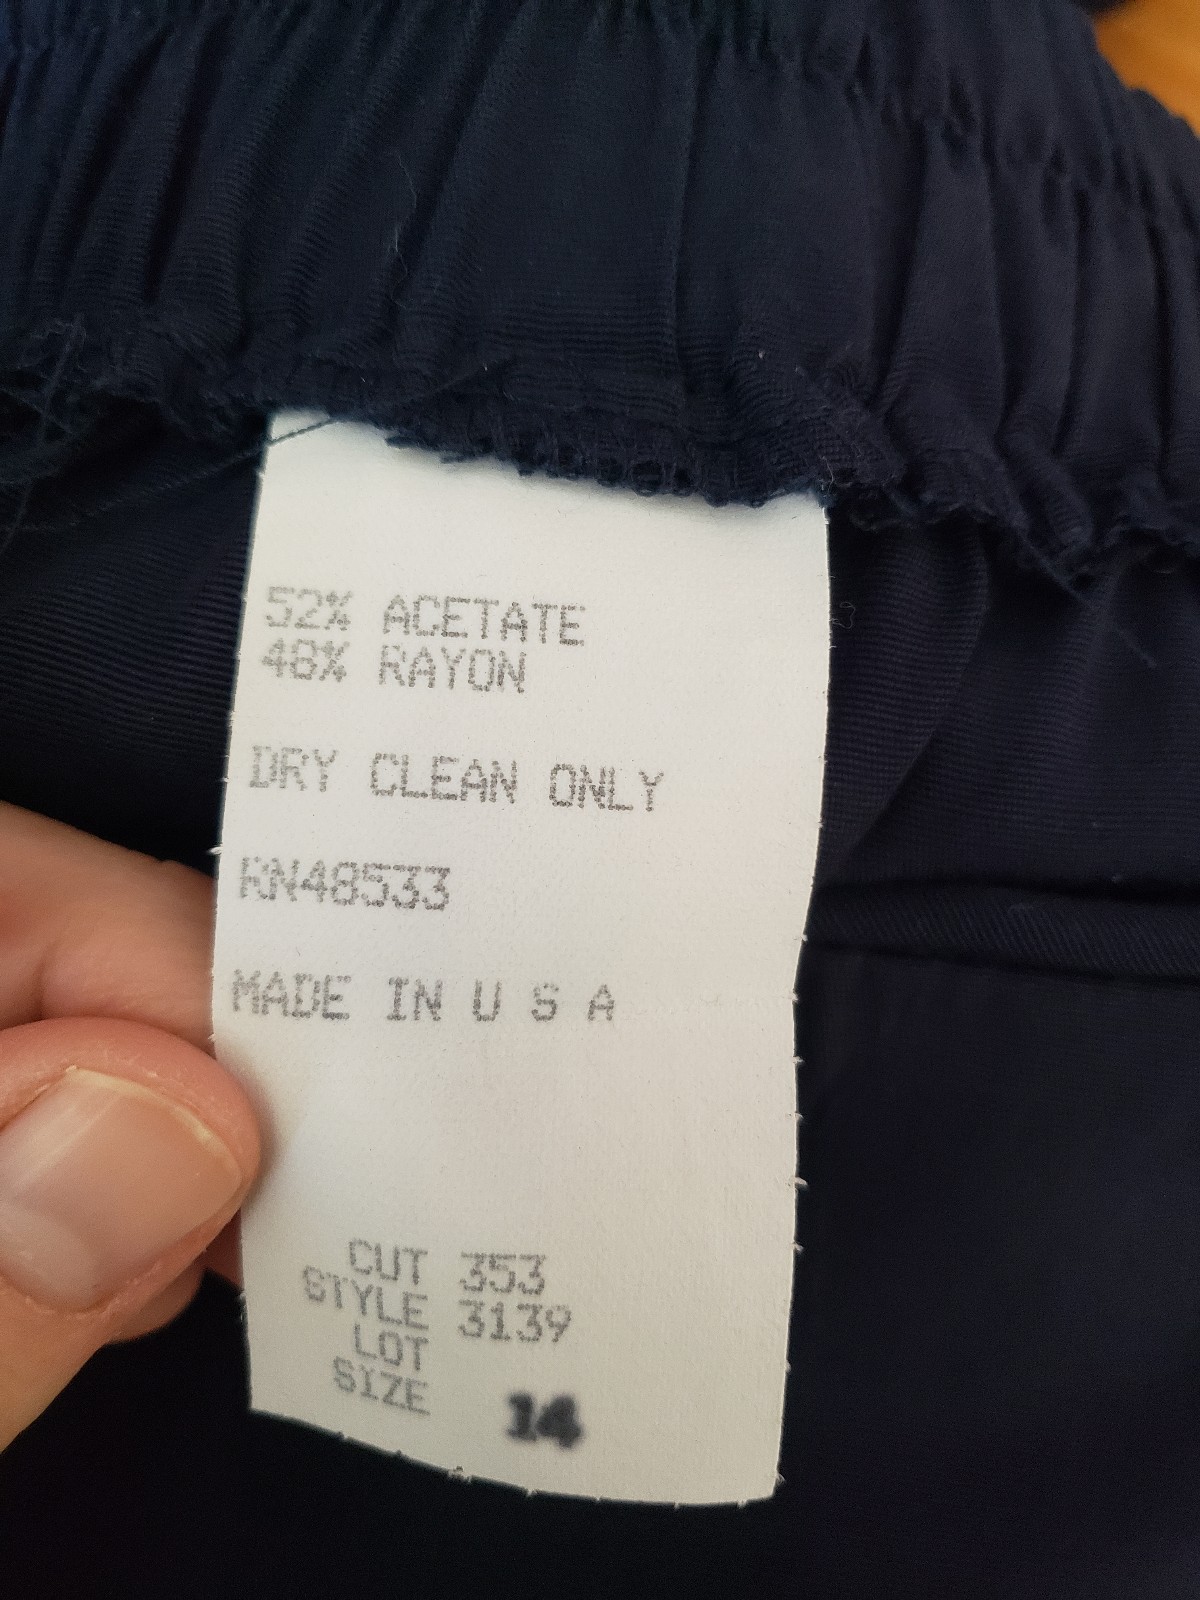 52% ACETATE
48% RAYON
DRY CLEAN ONLY
RN48533
MADE IN U S A
CUT 353
STYLE 3139
LOT
SIZE 14